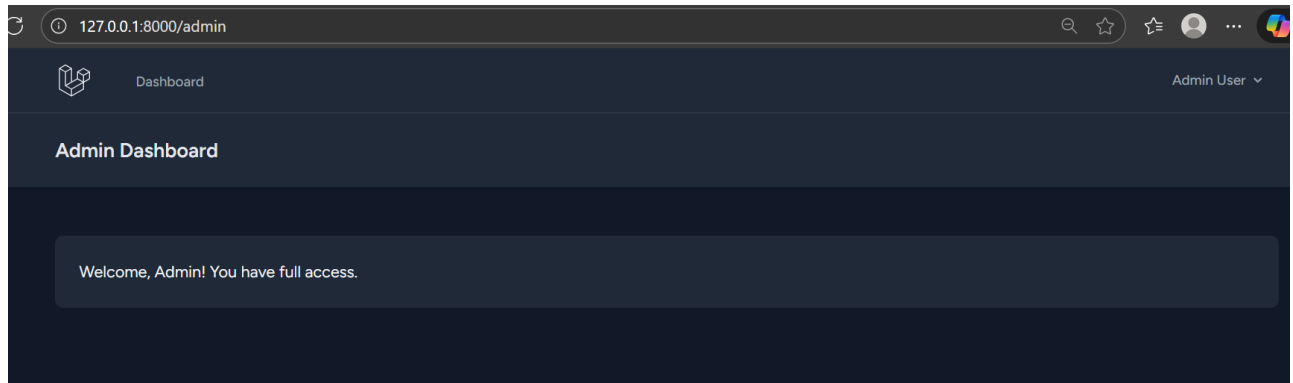 127.0.0.1:8000/admin
Dashboard
Admin User
Admin Dashboard
Welcome, Admin! You have full access.